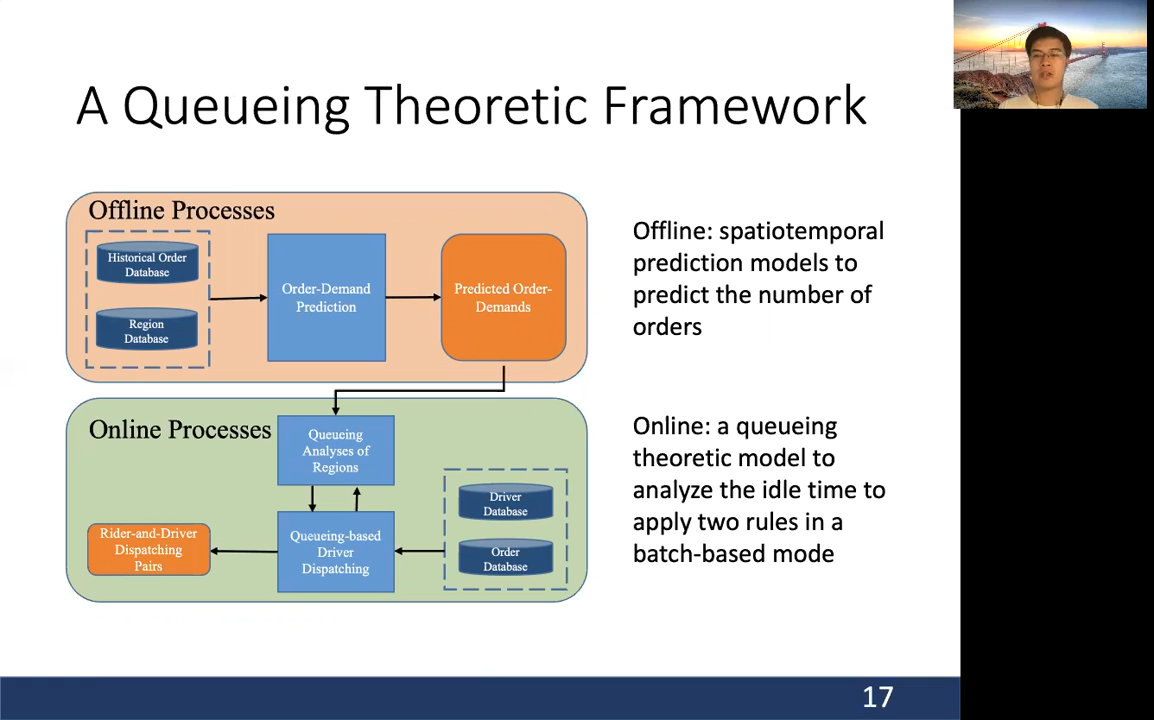 A Queueing Theoretic Framework
Offline Processes
Historical Order
Database
Region
Database
Order-Demand
Prediction
Predicted Order-
Demands
Offline: spatiotemporal
prediction models to
predict the number of
orders
Online Processes
Queueing
Analyses of
Regions
Queueing-based
Driver
Dispatching
Driver
Database
Order
Database
Rider-and-Driver
Dispatching
Pairs
Online: a queueing
theoretic model to
analyze the idle time to
apply two rules in a
batch-based mode
17